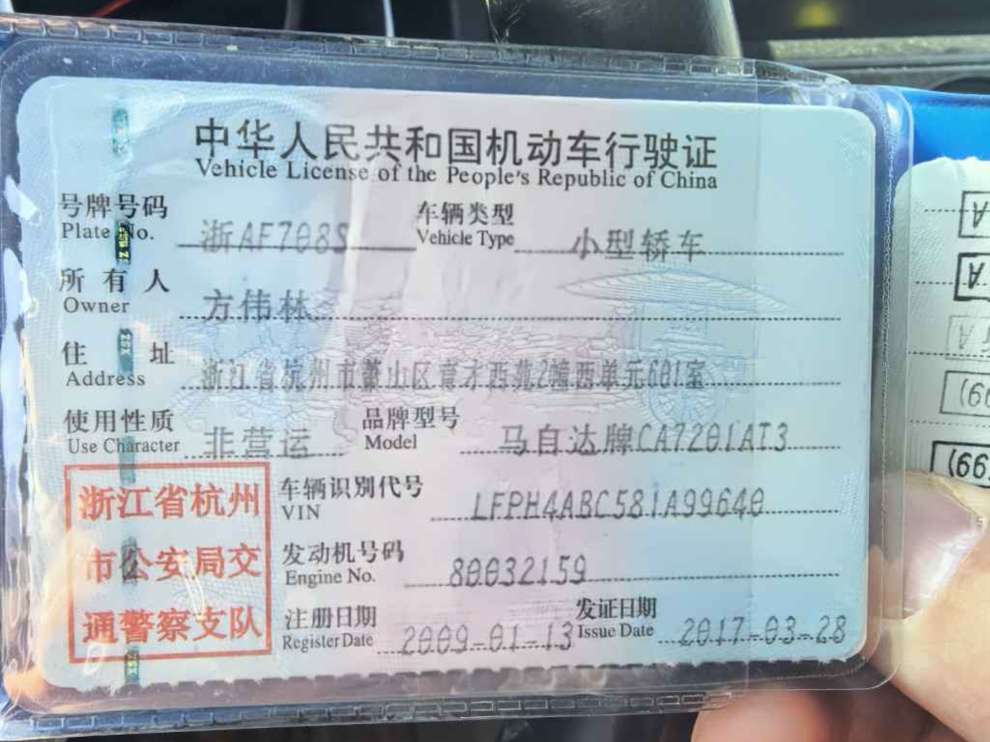 中华人民共和国机动车行驶证
Vehicle License of the People's Republic of China
号牌号码 浙AF708S 车辆类型 小型轿车
Plate No. Vehicle Type
所有人 方伟林
Owner
住址 浙江省杭州市萧山区育才西苑2幢西单元601室
Address
使用性质 非营运 品牌型号 马自达牌CA7201AT3
Use Character Model
浙江省杭州
市公安局交
通警察支队
车辆识别代号 LFPH4ABC581A99640
VIN
发动机号码 80032159
Engine No.
注册日期 2009-01-13 发证日期 2017-03-28
Register Date Issue Date
A
A
A
(66
(66